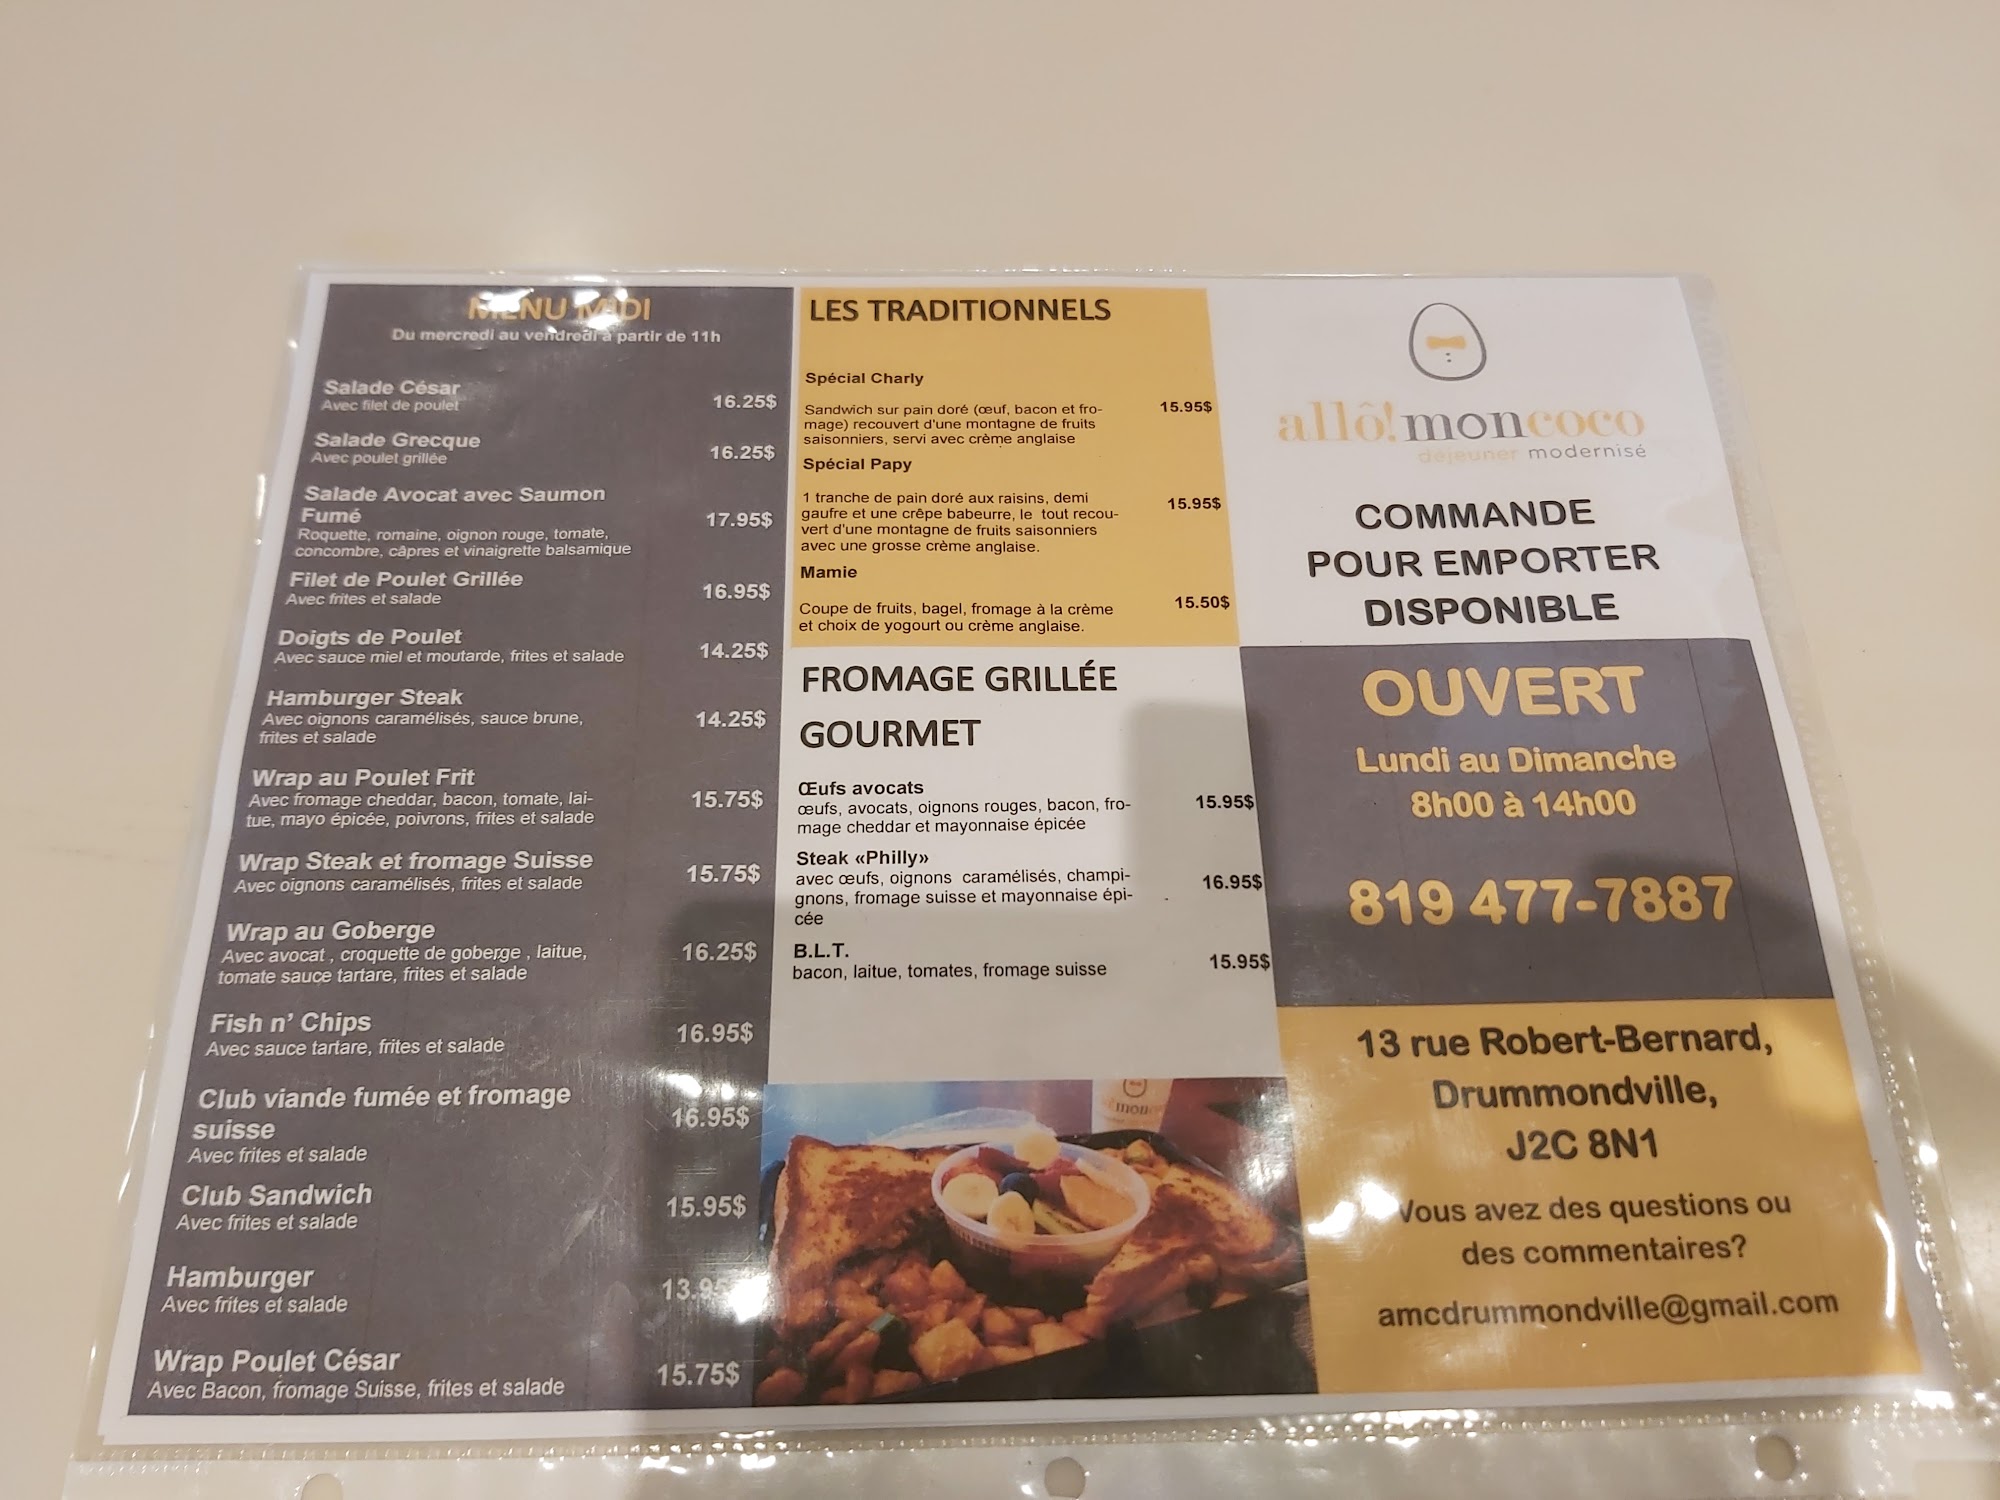 MENU MIDI
Du mercredi au vendredi à partir de 11h
Salade César
Avec filet de poulet
16.25$
Salade Grecque
Avec poulet grillée
16.25$
Salade Avocat avec Saumon
Fumé
Roquette, romaine, oignon rouge, tomate,
concombre, câpres et vinaigrette balsamique
17.95$
Filet de Poulet Grillée
Avec frites et salade
16.95$
Doigts de Poulet
Avec sauce miel et moutarde, frites et salade
14.25$
Hamburger Steak
Avec oignons caramélisés, sauce brune,
frites et salade
14.25$
Wrap au Poulet Frit
Avec fromage cheddar, bacon, tomate, lai-
tue, mayo épicée, poivrons, frites et salade
15.75$
Wrap Steak et fromage Suisse
Avec oignons caramélisés, frites et salade
15.75$
Wrap au Goberge
Avec avocat , croquette de goberge , laitue,
tomate sauce tartare, frites et salade
16.25$
Fish n' Chips
Avec sauce tartare, frites et salade
16.95$
Club viande fumée et fromage
suisse
Avec frites et salade
16.95$
Club Sandwich
Avec frites et salade
15.95$
Hamburger
Avec frites et salade
13.95
Wrap Poulet César
Avec Bacon, fromage Suisse, frites et salade
15.75$
LES TRADITIONNELS
Spécial Charly
Sandwich sur pain doré (œuf, bacon et fro-
mage) recouvert d'une montagne de fruits
saisonniers, servi avec crème anglaise
15.95$
Spécial Papy
1 tranche de pain doré aux raisins, demi
gaufre et une crêpe babeurre, le tout recou-
vert d'une montagne de fruits saisonniers
avec une grosse crème anglaise.
15.95$
Mamie
Coupe de fruits, bagel, fromage à la crème
et choix de yogourt ou crème anglaise.
15.50$
FROMAGE GRILLÉE
GOURMET
Œufs avocats
œufs, avocats, oignons rouges, bacon, fro-
mage cheddar et mayonnaise épicée
15.95$
Steak «Philly»
avec œufs, oignons caramélisés, champi-
gnons, fromage suisse et mayonnaise épi-
cée
16.95$
B.L.T.
bacon, laitue, tomates, fromage suisse
15.95$
allô!moncoco
déjeuner modernisé
COMMANDE
POUR EMPORTER
DISPONIBLE
OUVERT
Lundi au Dimanche
8h00 à 14h00
819 477-7887
13 rue Robert-Bernard,
Drummondville,
J2C 8N1
Vous avez des questions ou
des commentaires?
amcdrummondville@gmail.com